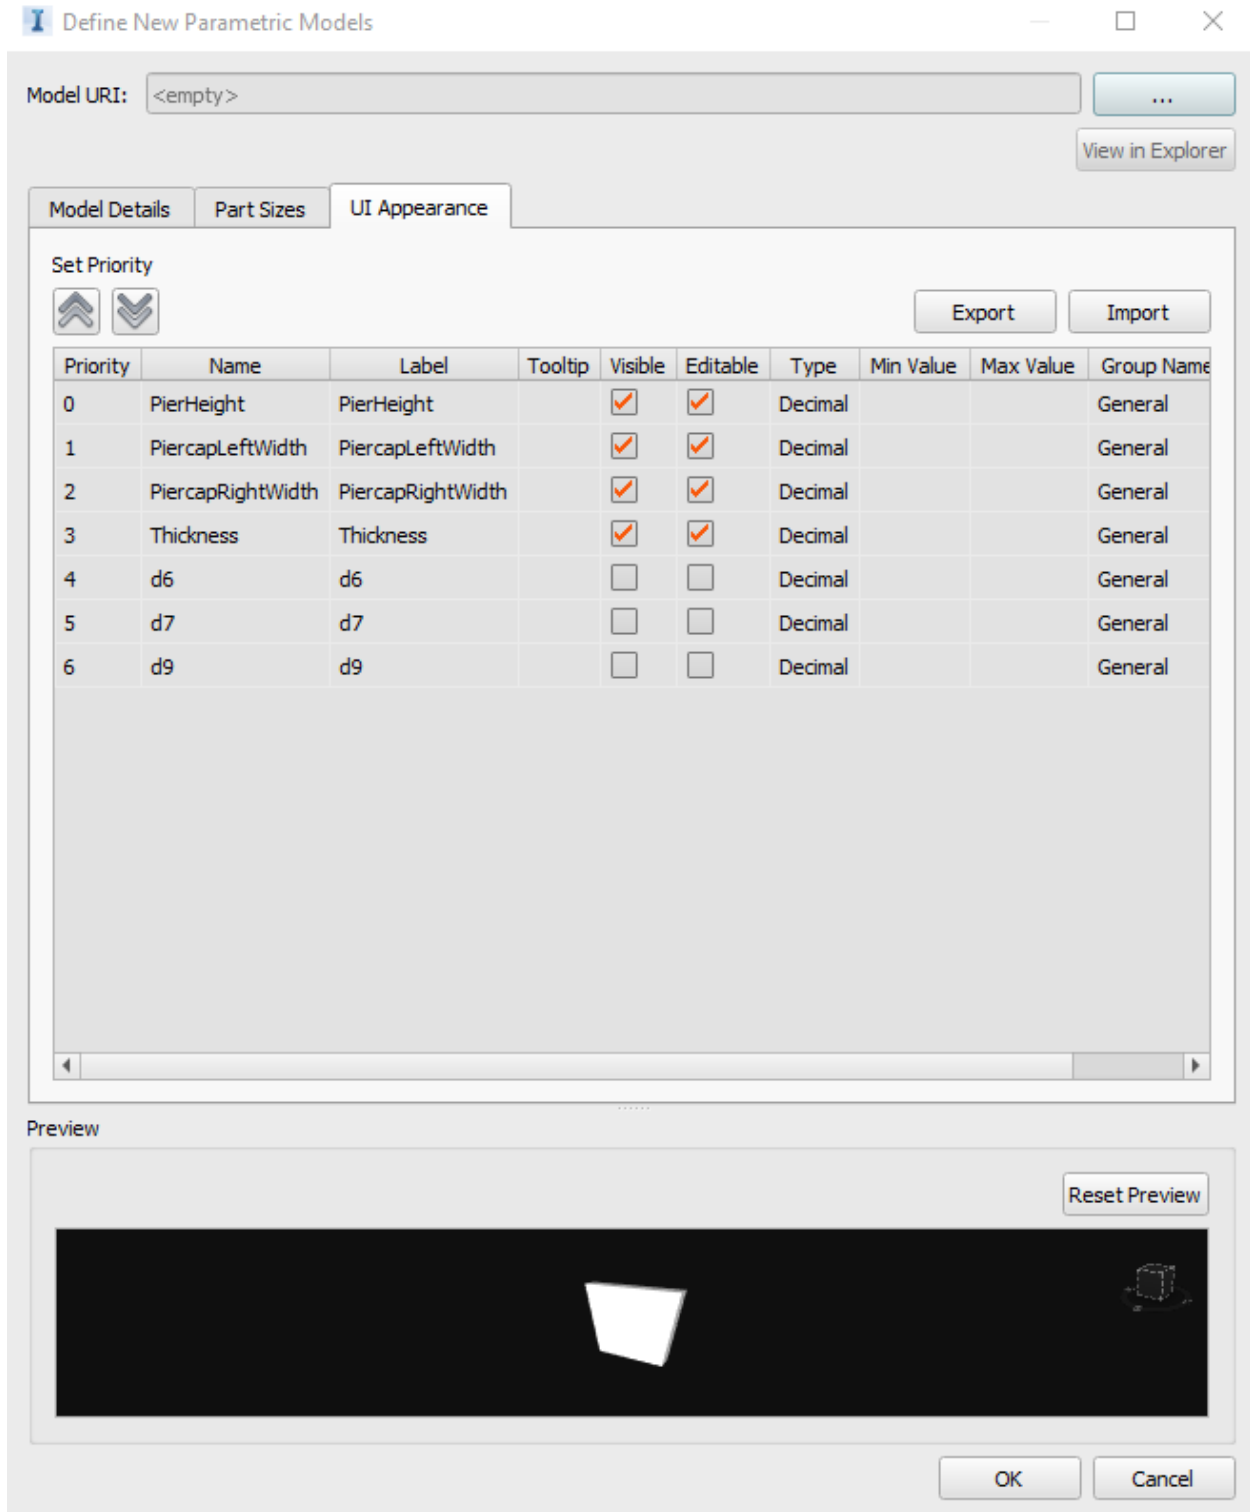 Define New Parametric Models
Model URI: <empty> ...
View in Explorer
Model Details Part Sizes UI Appearance
Set Priority
Export Import
Priority Name Label Tooltip Visible Editable Type Min Value Max Value Group Name
0 PierHeight PierHeight Decimal General
1 PiercapLeftWidth PiercapLeftWidth Decimal General
2 PiercapRightWidth PiercapRightWidth Decimal General
3 Thickness Thickness Decimal General
4 d6 d6 Decimal General
5 d7 d7 Decimal General
6 d9 d9 Decimal General
Preview
Reset Preview
OK Cancel